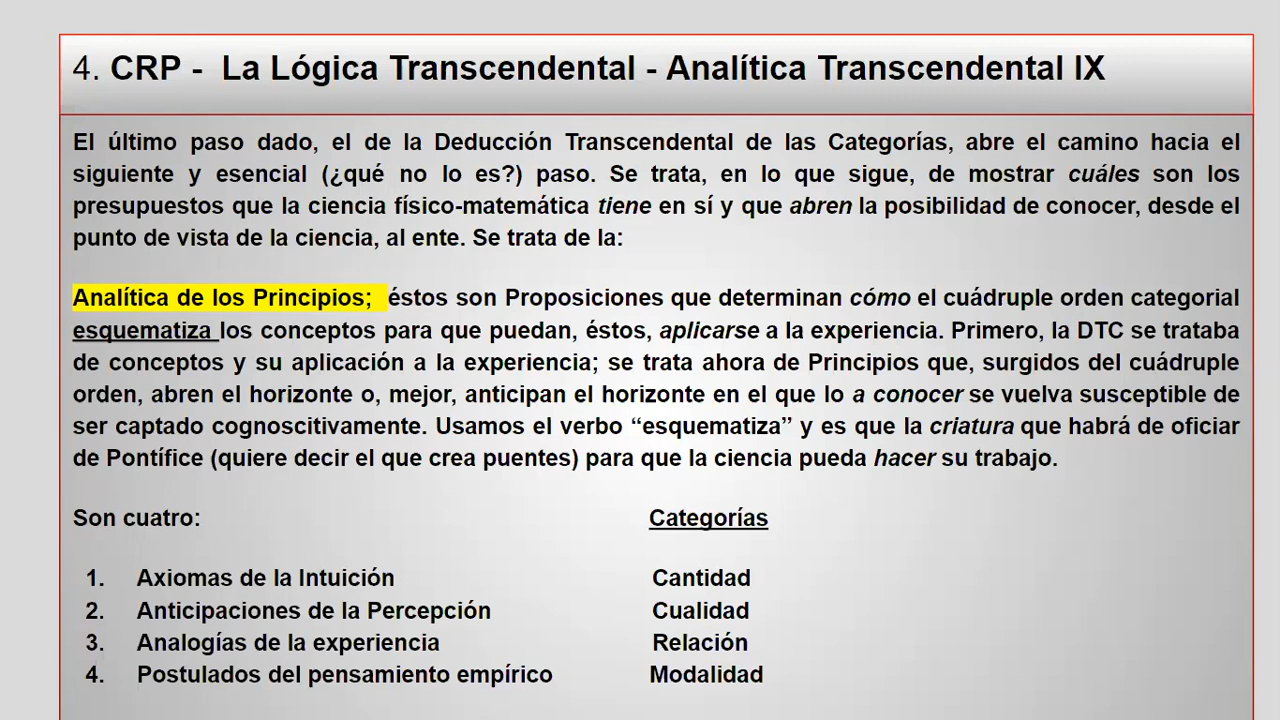 4. CRP - La Lógica Transcendental - Analítica Transcendental IX
El último paso dado, el de la Deducción Transcendental de las Categorías, abre el camino hacia el
siguiente y esencial (¿qué no lo es?) paso. Se trata, en lo que sigue, de mostrar cuáles son los
presupuestos que la ciencia físico-matemática tiene en sí y que abren la posibilidad de conocer, desde el
punto de vista de la ciencia, al ente. Se trata de la:
Analítica de los Principios; éstos son Proposiciones que determinan cómo el cuádruple orden categorial
esquematiza los conceptos para que puedan, éstos, aplicarse a la experiencia. Primero, la DTC se trataba
de conceptos y su aplicación a la experiencia; se trata ahora de Principios que, surgidos del cuádruple
orden, abren el horizonte o, mejor, anticipan el horizonte en el que lo a conocer se vuelva susceptible de
ser captado cognoscitivamente. Usamos el verbo “esquematiza” y es que la criatura que habrá de oficiar
de Pontífice (quiere decir el que crea puentes) para que la ciencia pueda hacer su trabajo.
Son cuatro: Categorías
1. Axiomas de la Intuición Cantidad
2. Anticipaciones de la Percepción Cualidad
3. Analogías de la experiencia Relación
4. Postulados del pensamiento empírico Modalidad